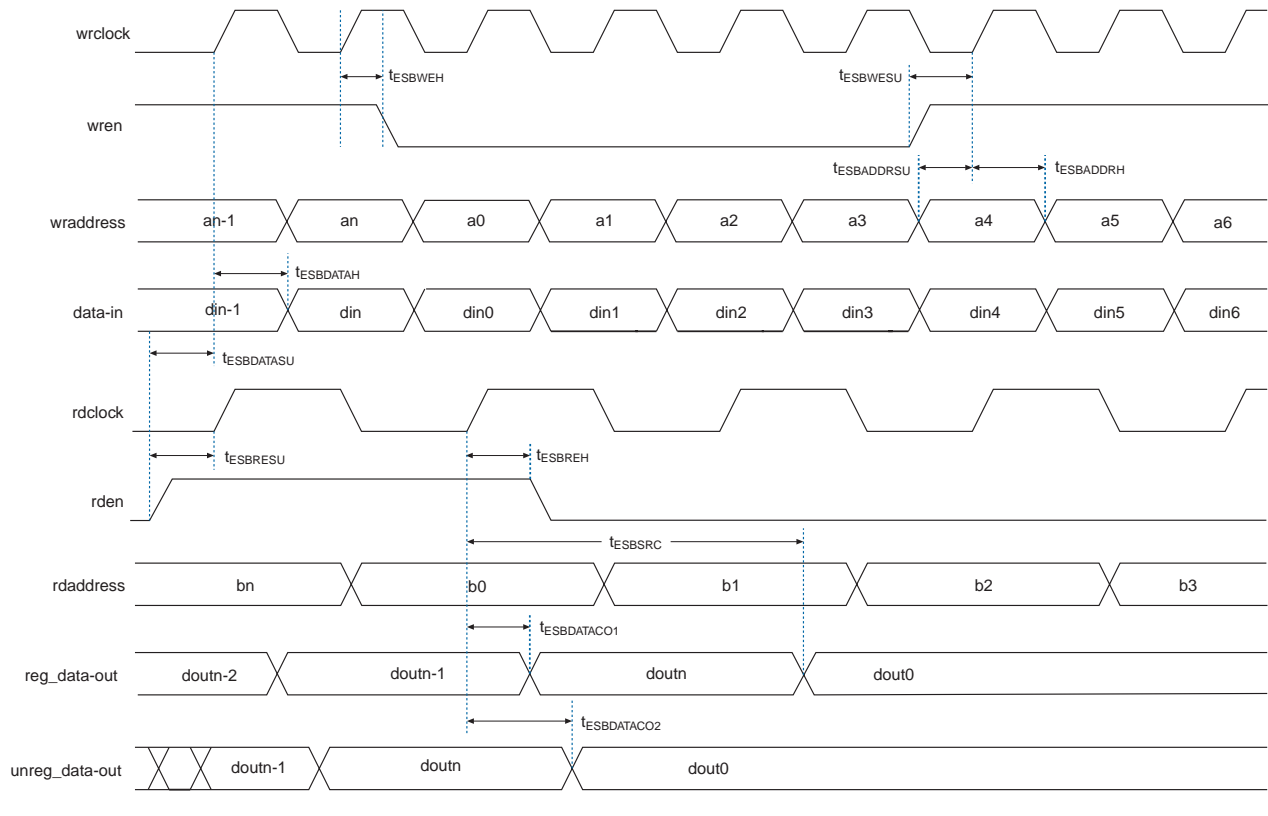 wrclock
tESBWEH
tESBWESU
wren
tESBADDRSU
tESBADDRH
wraddress an-1 an a0 a1 a2 a3 a4 a5 a6
tESBDATAH
data-in din-1 din din0 din1 din2 din3 din4 din5 din6
tESBDATASU
rdclock
tESBRESU tESBREH
rden
tESBSRC
rdaddress bn b0 b1 b2 b3
tESBDATACO1
reg_data-out doutn-2 doutn-1 doutn dout0
tESBDATACO2
unreg_data-out doutn-1 doutn dout0